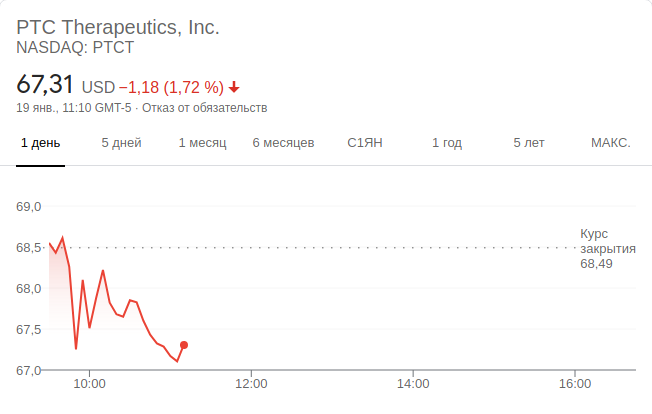 PTC Therapeutics, Inc.
NASDAQ: PTCT
67,31 USD −1,18 (1,72 %)
19 янв., 11:10 GMT-5 · Отказ от обязательств
1 день 5 дней 1 месяц 6 месяцев С1ЯН 1 год 5 лет МАКС.
69,0
68,5
68,0
67,5
67,0
Курс
закрытия
68,49
10:00 12:00 14:00 16:00